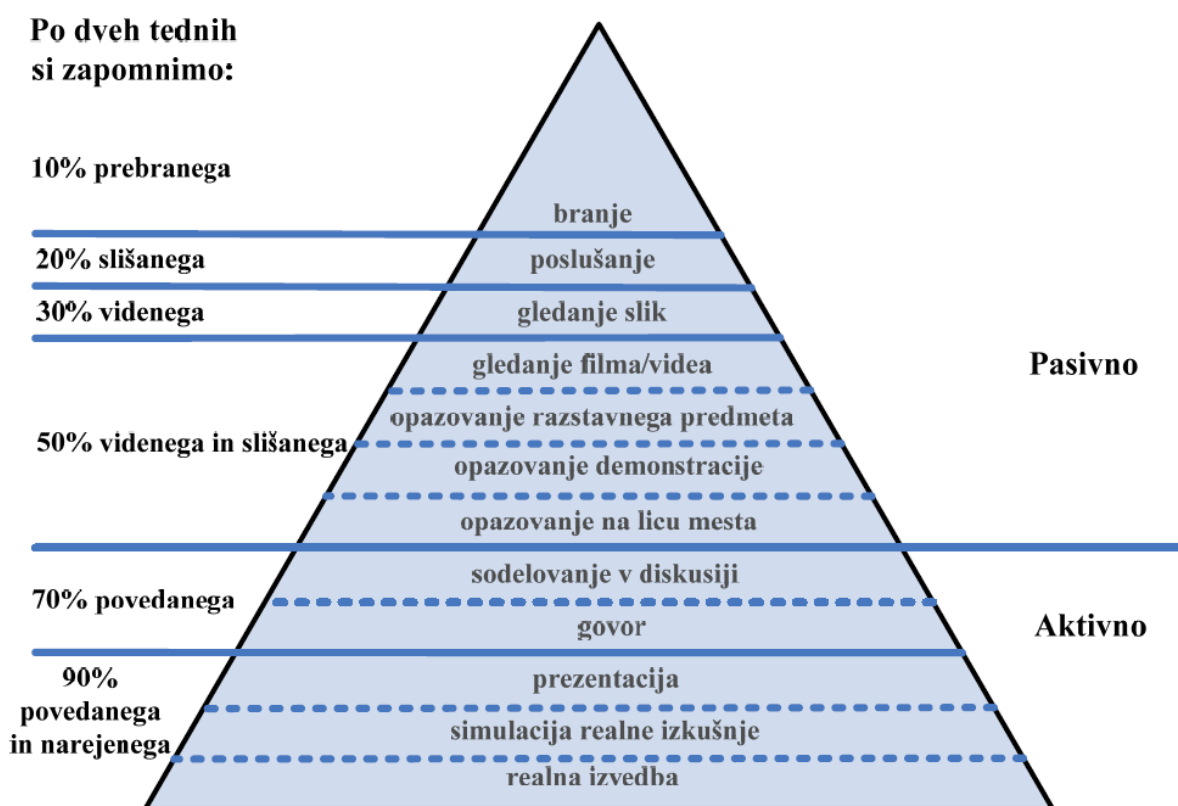 Po dveh tednih
si zapomnimo:
10% prebranega
branje
20% slišanega
poslušanje
30% videnega
gledanje slik
gledanje filma/videa
Pasivno
opazovanje razstavnega predmeta
50% videnega in slišanega
opazovanje demonstracije
opazovanje na licu mesta
sodelovanje v diskusiji
70% povedanega
govor
Aktivno
90%
povedanega
in narejenega
prezentacija
simulacija realne izkušnje
realna izvedba